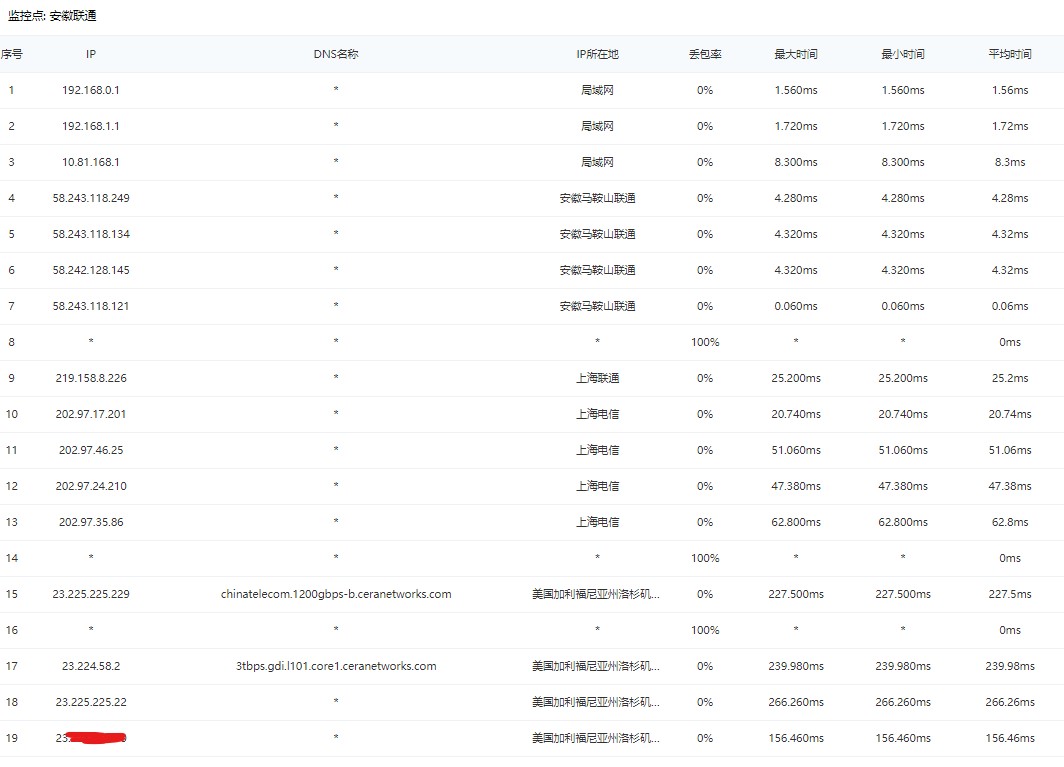 监控点: 安徽联通
序号 IP DNS名称 IP所在地 丢包率 最大时间 最小时间 平均时间
1 192.168.0.1 * 局域网 0% 1.560ms 1.560ms 1.56ms
2 192.168.1.1 * 局域网 0% 1.720ms 1.720ms 1.72ms
3 10.81.168.1 * 局域网 0% 8.300ms 8.300ms 8.3ms
4 58.243.118.249 * 安徽马鞍山联通 0% 4.280ms 4.280ms 4.28ms
5 58.243.118.134 * 安徽马鞍山联通 0% 4.320ms 4.320ms 4.32ms
6 58.242.128.145 * 安徽马鞍山联通 0% 4.320ms 4.320ms 4.32ms
7 58.243.118.121 * 安徽马鞍山联通 0% 0.060ms 0.060ms 0.06ms
8 * * * 100% * * 0ms
9 219.158.8.226 * 上海联通 0% 25.200ms 25.200ms 25.2ms
10 202.97.17.201 * 上海电信 0% 20.740ms 20.740ms 20.74ms
11 202.97.46.25 * 上海电信 0% 51.060ms 51.060ms 51.06ms
12 202.97.24.210 * 上海电信 0% 47.380ms 47.380ms 47.38ms
13 202.97.35.86 * 上海电信 0% 62.800ms 62.800ms 62.8ms
14 * * * 100% * * 0ms
15 23.225.225.229 chinatelecom.1200gbps-b.ceranetworks.com 美国加利福尼亚州洛杉矶... 0% 227.500ms 227.500ms 227.5ms
16 * * * 100% * * 0ms
17 23.224.58.2 3tbps.gdi.l101.core1.ceranetworks.com 美国加利福尼亚州洛杉矶... 0% 239.980ms 239.980ms 239.98ms
18 23.225.225.22 * 美国加利福尼亚州洛杉矶... 0% 266.260ms 266.260ms 266.26ms
19 23. * 美国加利福尼亚州洛杉矶... 0% 156.460ms 156.460ms 156.46ms